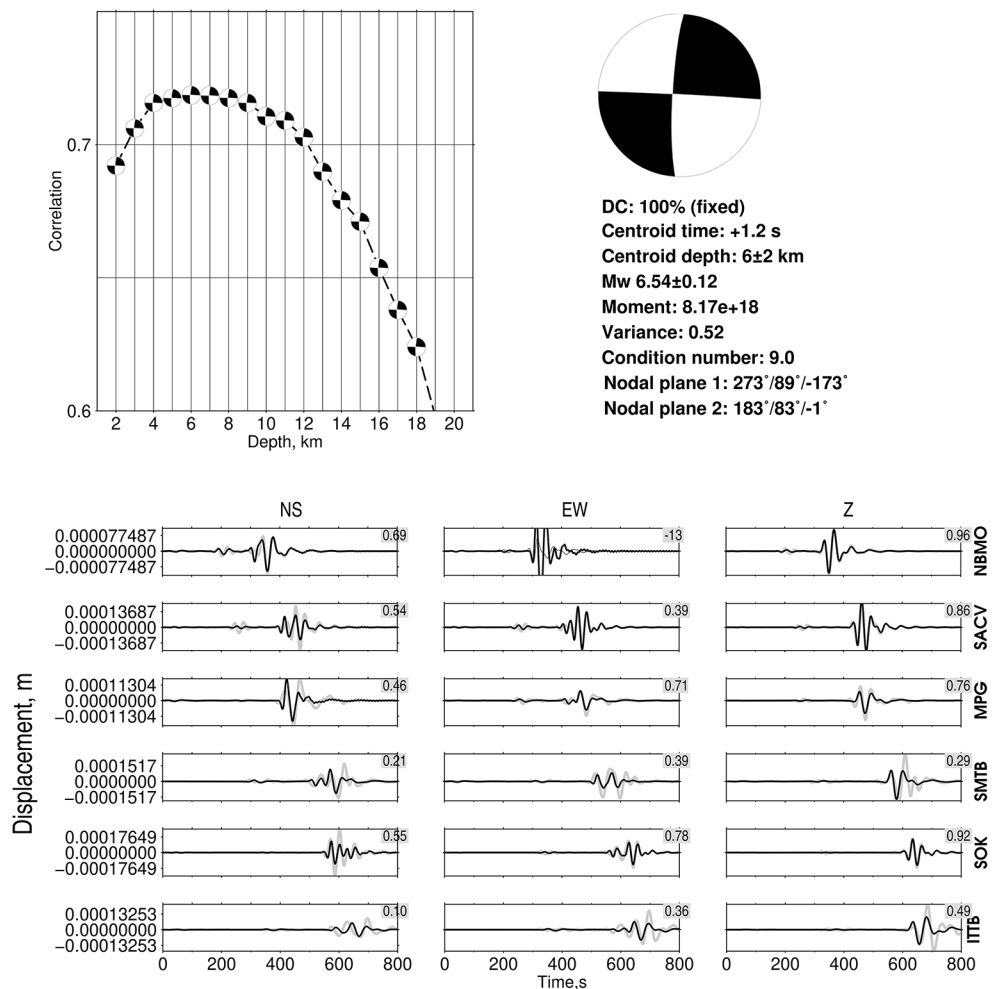 0.7
0.6
Correlation
2 4 6 8 10 12 14 16 18 20
Depth, km
DC: 100% (fixed)
Centroid time: +1.2 s
Centroid depth: 6±2 km
Mw 6.54±0.12
Moment: 8.17e+18
Variance: 0.52
Condition number: 9.0
Nodal plane 1: 273˚/89˚/-173˚
Nodal plane 2: 183˚/83˚/-1˚
NS EW Z
Displacement, m
0.000077487
0.000000000
−0.000077487
0.69 -13 0.96 NBMO
0.00013687
0.00000000
−0.00013687
0.54 0.39 0.86 SACV
0.00011304
0.00000000
−0.00011304
0.46 0.71 0.76 MPG
0.0001517
0.0000000
−0.0001517
0.21 0.39 0.29 SMTB
0.00017649
0.00000000
−0.00017649
0.55 0.78 0.92 SOK
0.00013253
0.00000000
−0.00013253
0.10 0.36 0.49 ITTB
0 200 400 600 800 0 200 400 600 800 0 200 400 600 800
Time,s